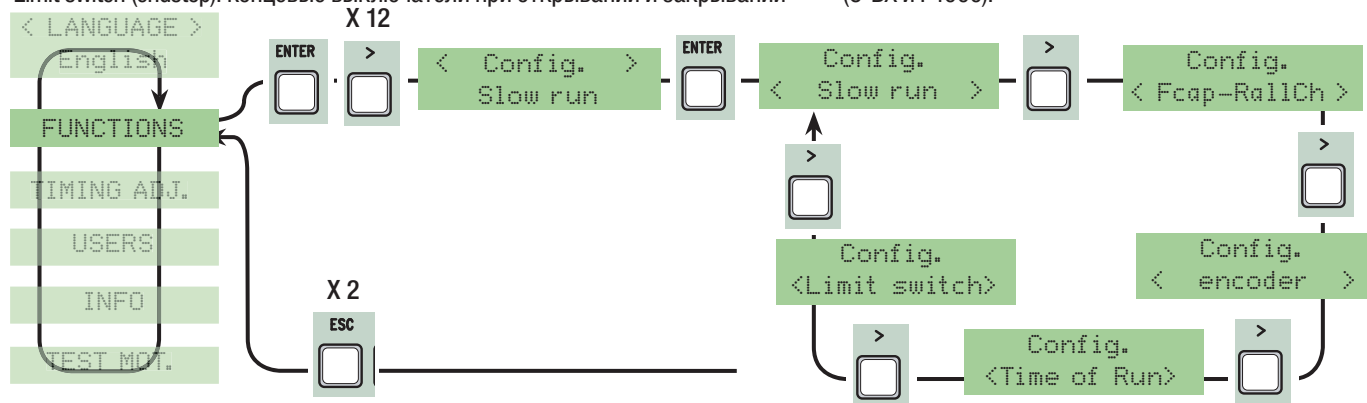 X 12
< LANGUAGE >
English
FUNCTIONS
TIMING ADJ.
USERS
INFO
TEST MOT.
ENTER
>
< Config. >
Slow run
ENTER
Config.
< Slow run >
>
Config.
< Fcap-RallCh >
>
Config.
< encoder >
>
Config.
<Time of Run>
>
Config.
<Limit switch>
>
X 2
ESC